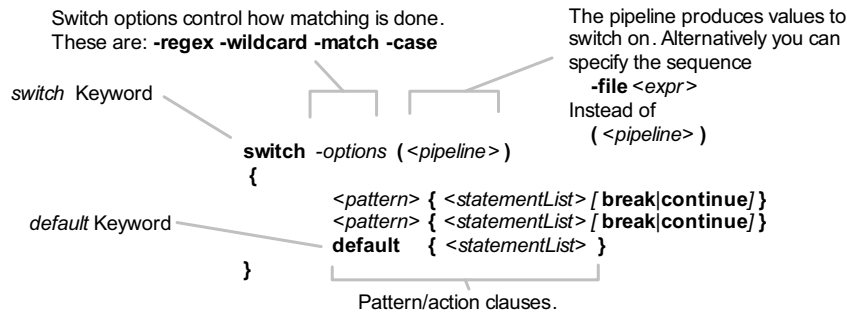 Switch options control how matching is done.
These are: -regex -wildcard -match -case
The pipeline produces values to
switch on. Alternatively you can
specify the sequence
-file <expr>
Instead of
( <pipeline> )
switch Keyword
switch -options ( <pipeline> )
{
<pattern> { <statementList> [ break|continue] }
<pattern> { <statementList> [ break|continue] }
default Keyword
default { <statementList> }
}
Pattern/action clauses.